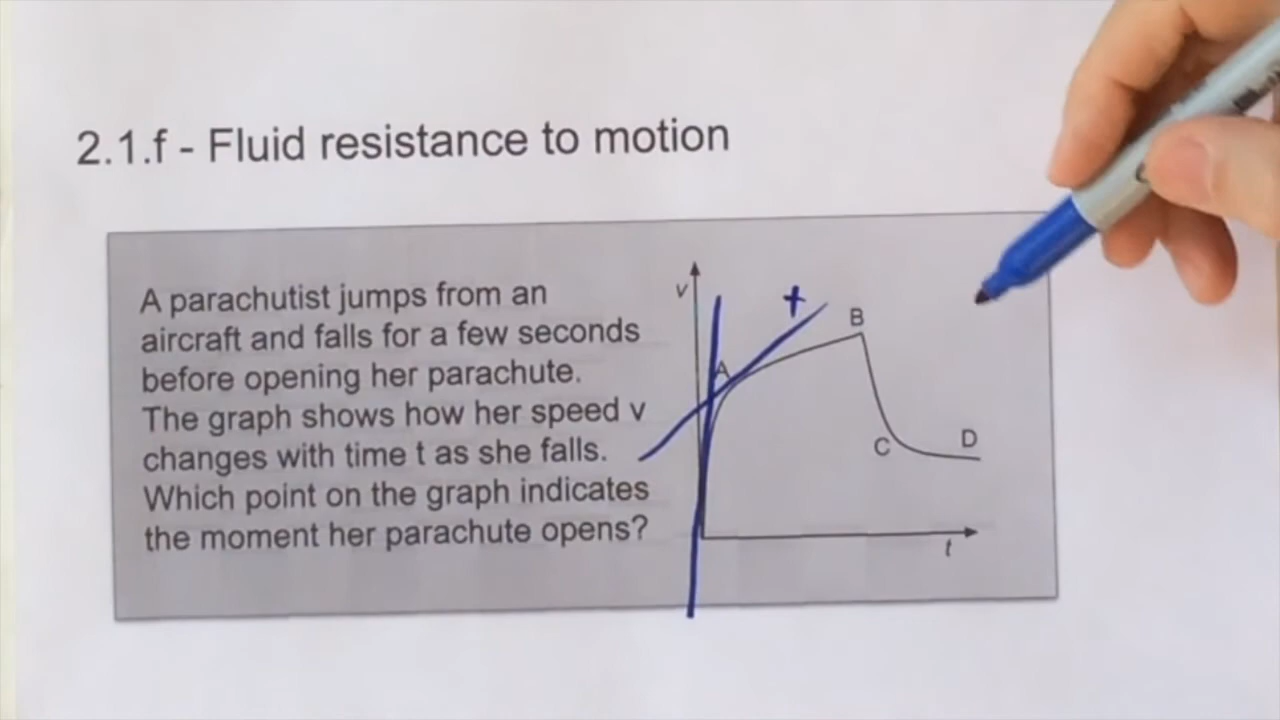 2.1.f - Fluid resistance to motion
A parachutist jumps from an
aircraft and falls for a few seconds
before opening her parachute.
The graph shows how her speed v
changes with time t as she falls.
Which point on the graph indicates
the moment her parachute opens?
v
+
A
B
C
D
t